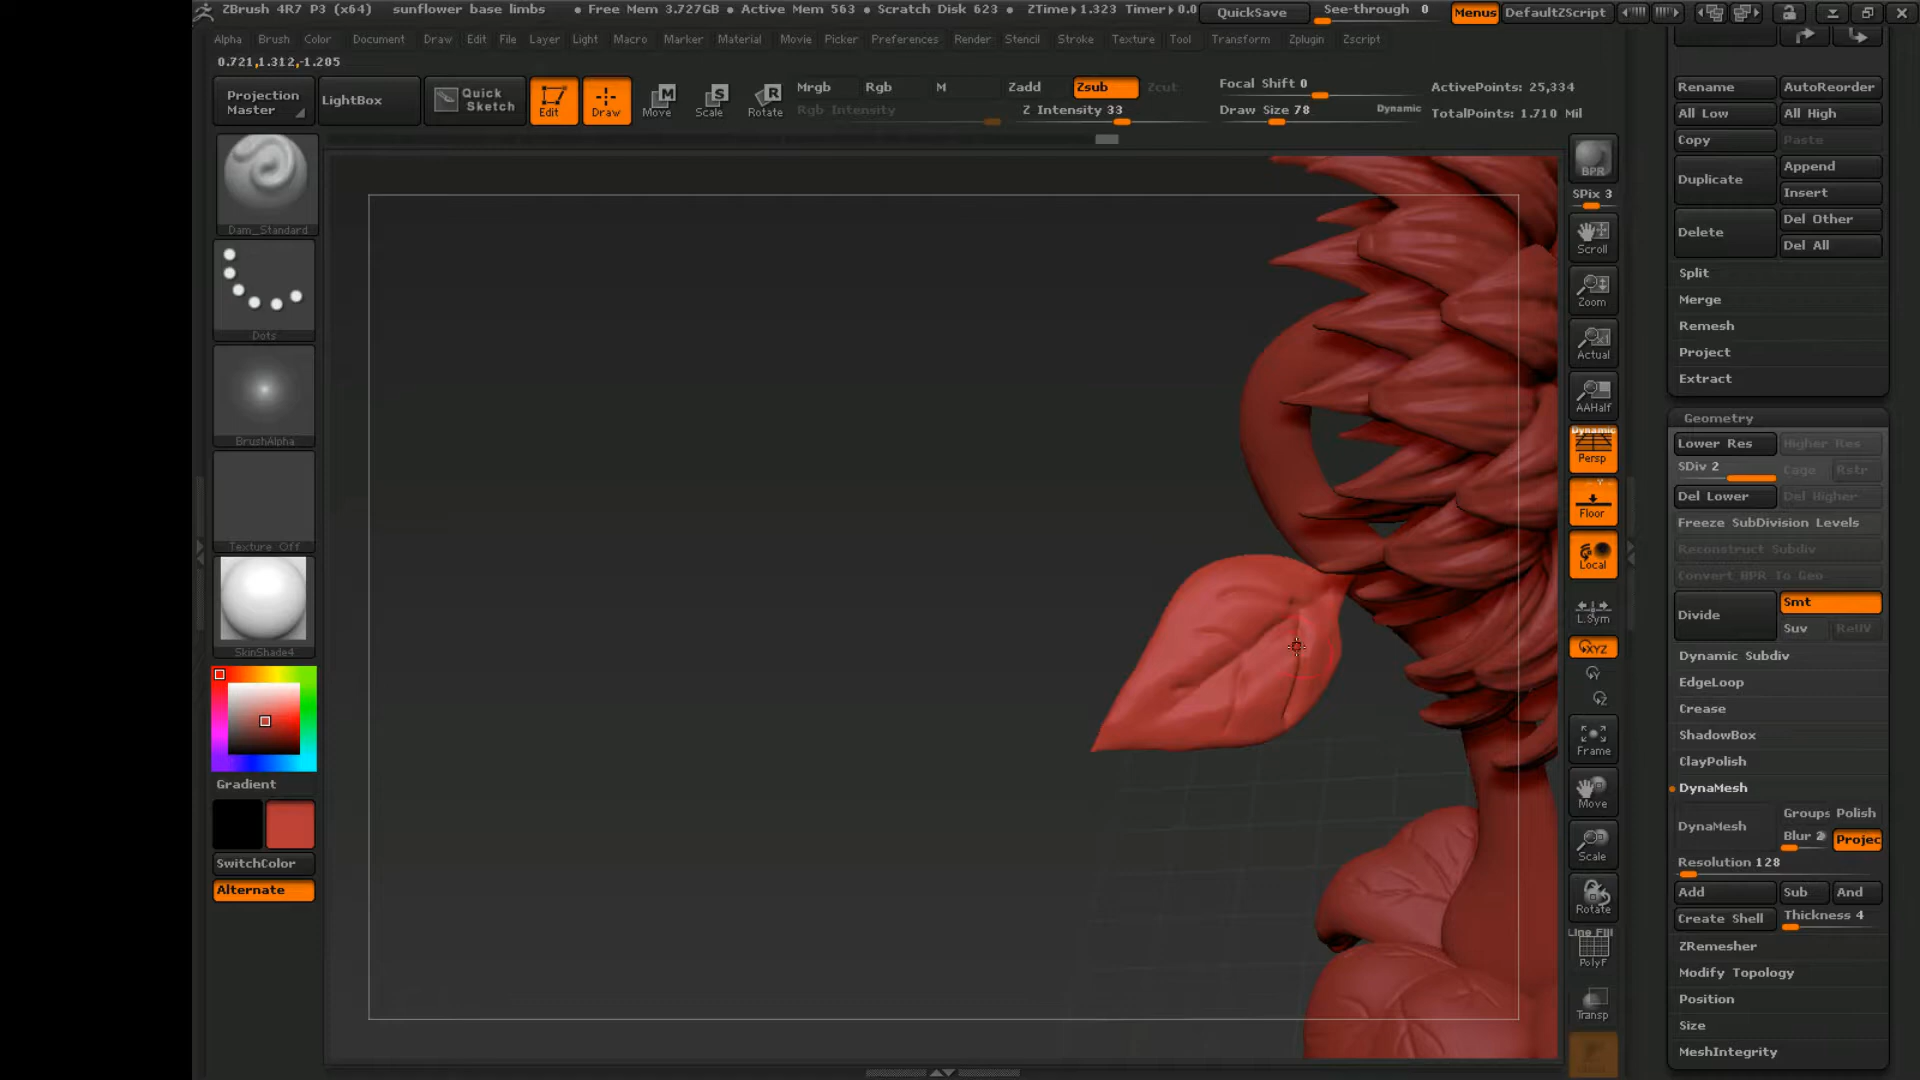 ZBrush 4R7 P3 (x64) sunflower base limbs • Free Mem 3.727GB • Active Mem 563 • Scratch Disk 623 • ZTime▸1.323 Timer▸0.0 QuickSave See-through 0 Menus DefaultZScript
Alpha Brush Color Document Draw Edit File Layer Light Macro Marker Material Movie Picker Preferences Render Stencil Stroke Texture Tool Transform Zplugin Zscript
0.721,1.312,-1.205
Projection Master
LightBox
Quick Sketch
Edit
Draw
Move
Scale
Rotate
Mrgb Rgb M Zadd Zsub Zcut
Rgb Intensity
Z Intensity 33
Focal Shift 0
Draw Size 78 Dynamic
ActivePoints: 25,334
TotalPoints: 1.710 Mil
Dam_Standard
Dots
BrushAlpha
Texture Off
SkinShade4
Gradient
SwitchColor
Alternate
BPR
SPix 3
Scroll
Zoom
Actual
AAHalf
Dynamic
Persp
Floor
Local
L.Sym
XYZ
Frame
Move
Scale
Rotate
Line Fill
PolyF
Transp
Rename AutoReorder
All Low All High
Copy Paste
Duplicate Append
Insert
Delete Del Other
Del All
Split
Merge
Remesh
Project
Extract
Geometry
Lower Res Higher Res
SDiv 2 Cage Rstr
Del Lower Del Higher
Freeze SubDivision Levels
Reconstruct Subdiv
Convert BPR To Geo
Divide Smt
Suv ReUV
Dynamic Subdiv
EdgeLoop
Crease
ShadowBox
ClayPolish
DynaMesh
DynaMesh Groups Polish
Blur 2 Projec
Resolution 128
Add Sub And
Create Shell Thickness 4
ZRemesher
Modify Topology
Position
Size
MeshIntegrity